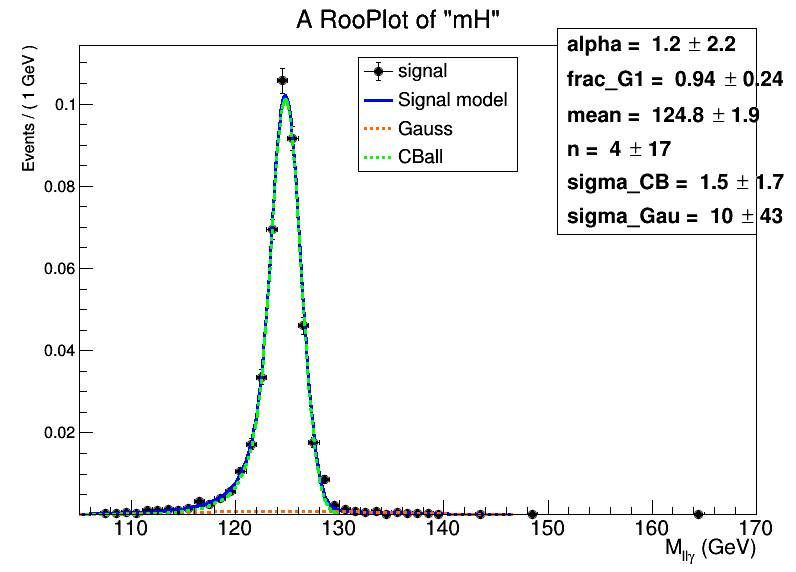 A RooPlot of "mH"
Events / ( 1 GeV )
0.1
0.08
0.06
0.04
0.02
signal
Signal model
Gauss
CBall
alpha = 1.2 ± 2.2
frac_G1 = 0.94 ± 0.24
mean = 124.8 ± 1.9
n = 4 ± 17
sigma_CB = 1.5 ± 1.7
sigma_Gau = 10 ± 43
110 120 130 140 150 160 170
M_{llγ} (GeV)